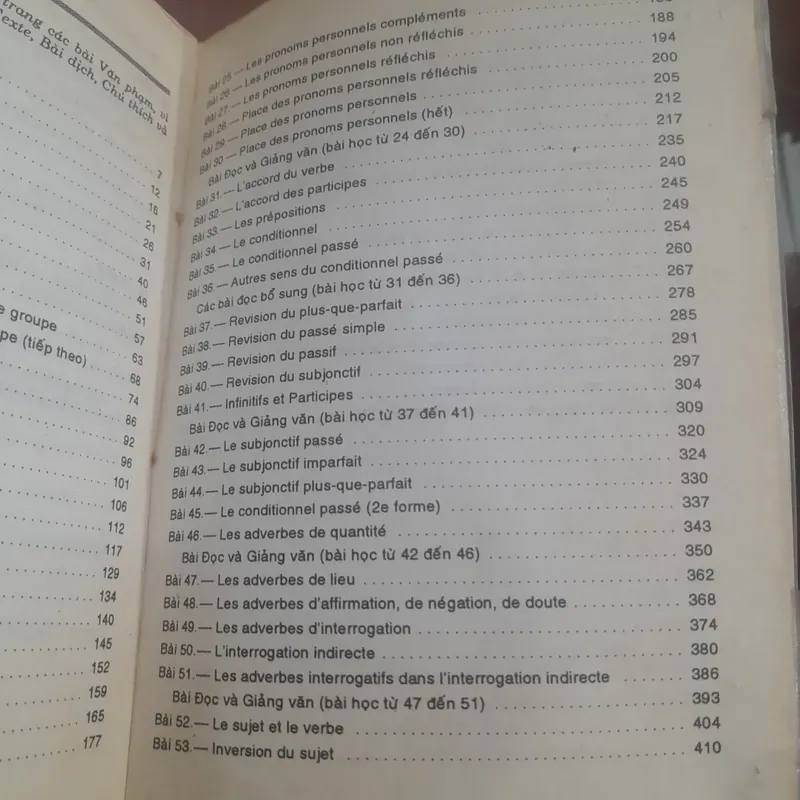 trang các bài Văn phạm, vi
Texte, Bài dịch, Chú thích và
7
12
16
21
26
31
40
46
51
e groupe 57
pe (tiếp theo) 63
68
74
86
92
96
101
106
112
117
129
134
140
145
152
159
165
177
Bài 25 — Les pronoms personnels compléments
Bài 26 — Les pronoms personnels non réfléchis 188
Bài 27 — Les pronoms personnels réfléchis 194
Bài 28 — Place des pronoms personnels réfléchis 200
Bài 29 — Place des pronoms personnels 205
Bài 30 — Place des pronoms personnels (hết) 212
Bài Đọc và Giảng văn (bài học từ 24 đến 30) 217
Bài 31.— L'accord du verbe 235
Bài 32.— L'accord des participes 240
Bài 33.— Les prépositions 245
Bài 34 — Le conditionnel 249
Bài 35 — Le conditionnel passé 254
Bài 36.— Autres sens du conditionnel passé 260
Các bài đọc bổ sung (bài học từ 31 đến 36) 267
Bài 37.— Revision du plus-que-parfait 278
Bài 38.— Revision du passé simple 285
Bài 39.— Revision du passif 291
Bài 40.— Revision du subjonctif 297
Bài 41.— Infinitifs et Participes 304
Bài Đọc và Giảng văn (bài học từ 37 đến 41) 309
Bài 42.— Le subjonctif passé 320
Bài 43.— Le subjonctif imparfait 324
Bài 44.— Le subjonctif plus-que-parfait 330
Bài 45.— Le conditionnel passé (2e forme) 337
Bài 46.— Les adverbes de quantité 343
Bài Đọc và Giảng văn (bài học từ 42 đến 46) 350
Bài 47.— Les adverbes de lieu 362
Bài 48.— Les adverbes d'affirmation, de négation, de doute 368
Bài 49.— Les adverbes d'interrogation 374
Bài 50.— L'interrogation indirecte 380
Bài 51.— Les adverbes interrogatifs dans l'interrogation indirecte 386
Bài Đọc và Giảng văn (bài học từ 47 đến 51) 393
Bài 52.— Le sujet et le verbe 404
Bài 53.— Inversion du sujet 410